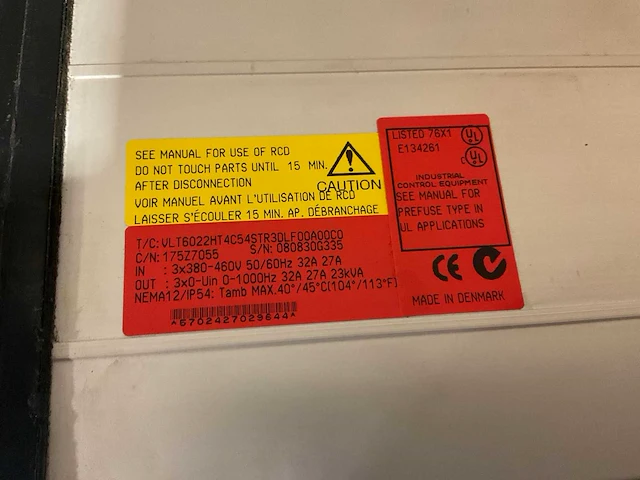 SEE MANUAL FOR USE OF RCD
DO NOT TOUCH PARTS UNTIL 15 MIN.
AFTER DISCONNECTION
CAUTION
VOIR MANUEL AVANT L'UTILISATION DE RCD
LAISSER S'ÉCOULER 15 MIN. AP. DÉBRANCHAGE
T/C: VLT6022HT4C54STR3DLF00A00C0
C/N: 175Z7055 S/N: 080830G335
IN : 3x380-460V 50/60Hz 32A 27A
OUT : 3x0-Uin 0-1000Hz 32A 27A 23kVA
NEMA12/IP54: Tamb MAX.40°/45°C(104°/113°F)
*5702427029844*
LISTED 76X1
E134261
UL
C UL
INDUSTRIAL
CONTROL EQUIPMENT
SEE MANUAL FOR
PREFUSE TYPE IN
UL APPLICATIONS
CE
MADE IN DENMARK